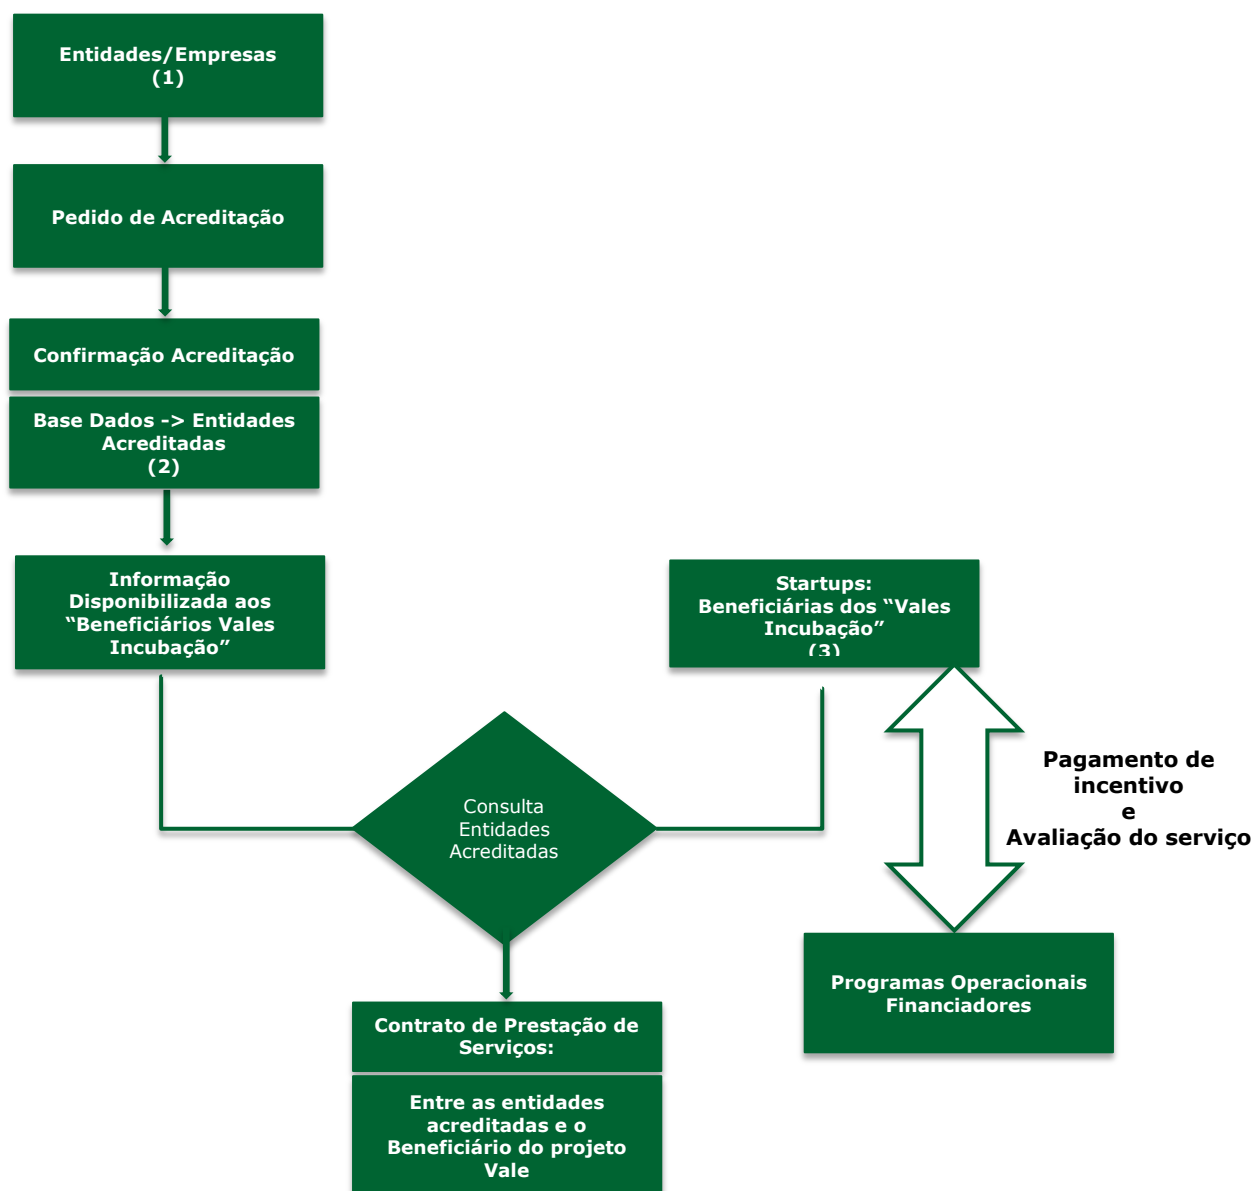 Entidades/Empresas
(1)
Pedido de Acreditação
Confirmação Acreditação
Base Dados -> Entidades
Acreditadas
(2)
Informação
Disponibilizada aos
“Beneficiários Vales
Incubação”
Startups:
Beneficiárias dos “Vales
Incubação”
(3)
Consulta
Entidades
Acreditadas
Pagamento de
incentivo
e
Avaliação do serviço
Programas Operacionais
Financiadores
Contrato de Prestação de
Serviços:
Entre as entidades
acreditadas e o
Beneficiário do projeto
Vale